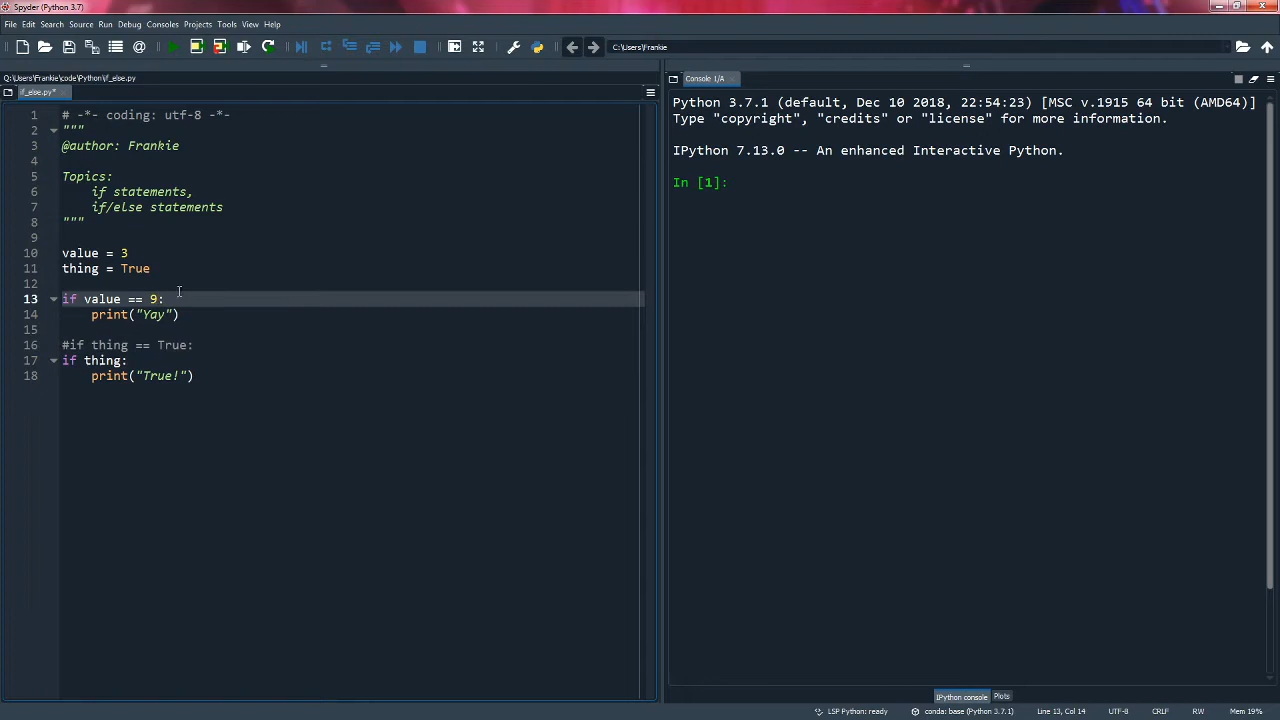 Spyder (Python 3.7)
File Edit Search Source Run Debug Consoles Projects Tools View Help
C:\Users\Frankie
Q:\Users\Frankie\code\Python\if_else.py
if_else.py*
Console 1/A
1 # -*- coding: utf-8 -*-
2 """
3 @author: Frankie
4
5 Topics:
6     if statements,
7     if/else statements
8 """
9
10 value = 3
11 thing = True
12
13 if value == 9:
14     print("Yay")
15
16 #if thing == True:
17 if thing:
18     print("True!")
Python 3.7.1 (default, Dec 10 2018, 22:54:23) [MSC v.1915 64 bit (AMD64)]
Type "copyright", "credits" or "license" for more information.
IPython 7.13.0 -- An enhanced Interactive Python.
In [1]:
IPython console Plots
LSP Python: ready conda: base (Python 3.7.1) Line 13, Col 14 UTF-8 CRLF RW Mem 19%